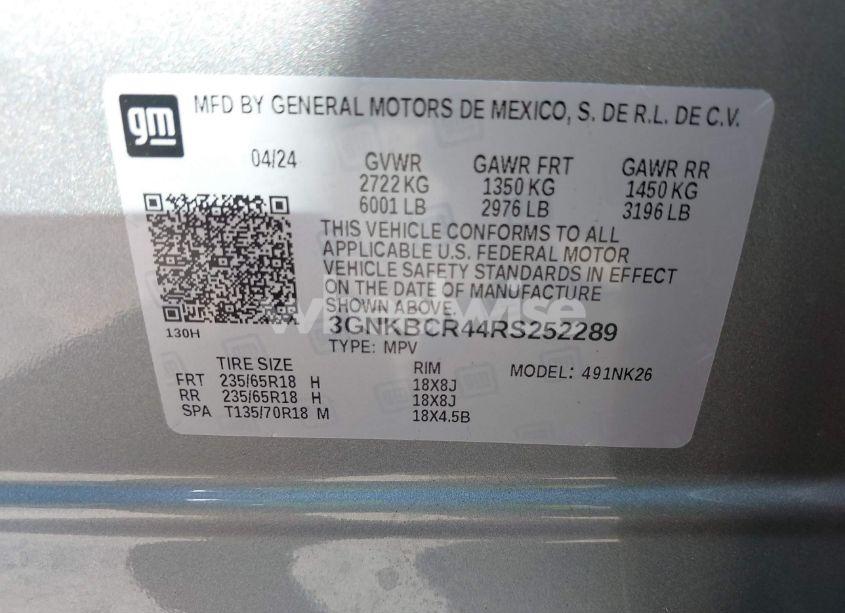 gm
MFD BY GENERAL MOTORS DE MEXICO, S. DE R.L. DE C.V.
04/24 GVWR GAWR FRT GAWR RR
2722 KG 1350 KG 1450 KG
6001 LB 2976 LB 3196 LB
THIS VEHICLE CONFORMS TO ALL
APPLICABLE U.S. FEDERAL MOTOR
VEHICLE SAFETY STANDARDS IN EFFECT
ON THE DATE OF MANUFACTURE
SHOWN ABOVE.
130H
3GNKBCR44RS252289
TYPE: MPV
TIRE SIZE RIM MODEL: 491NK26
FRT 235/65R18 H 18X8J
RR 235/65R18 H 18X8J
SPA T135/70R18 M 18X4.5B